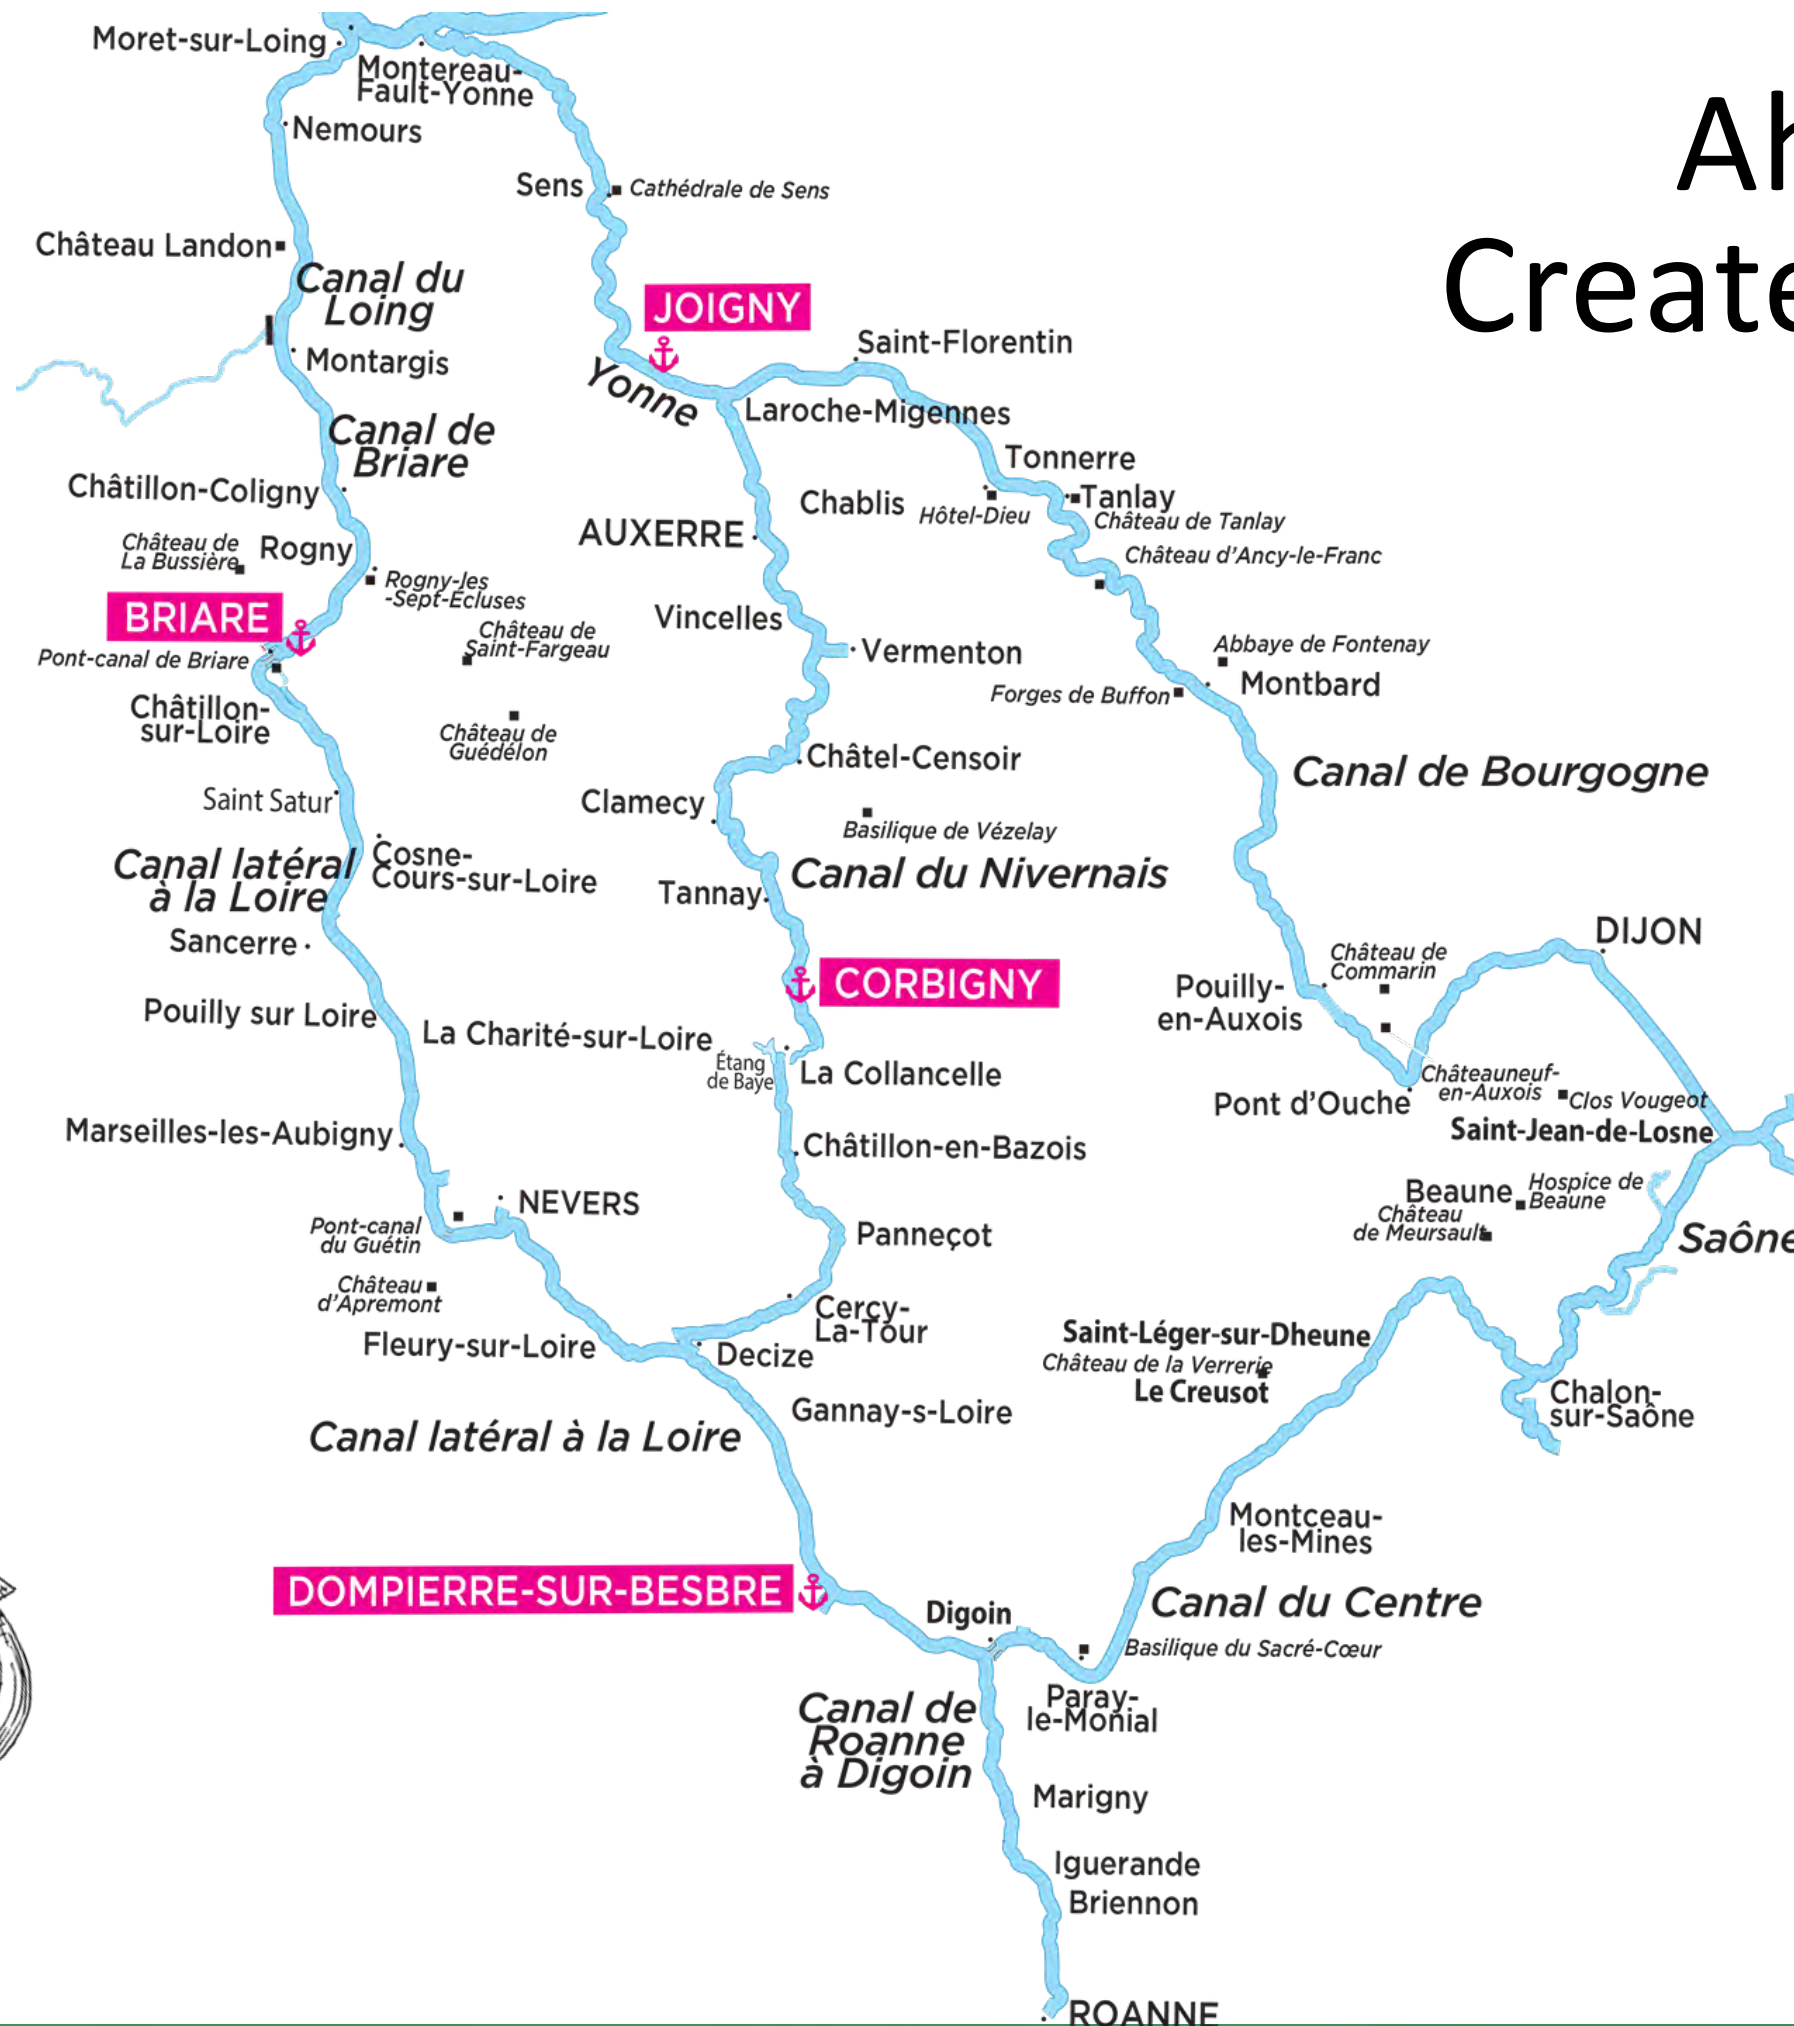 Moret-sur-Loing
Montereau-
Fault-Yonne
Nemours
Sens
Cathédrale de Sens
Château Landon
Canal du
Loing
JOIGNY
Saint-Florentin
Montargis
Yonne
Laroche-Migennes
Canal de
Briare
Tonnerre
Châtillon-Coligny
Chablis
Hôtel-Dieu
Tanlay
Château de Tanlay
AUXERRE
Château d'Ancy-le-Franc
Château de
La Bussière
Rogny
Rogny-les
-Sept-Écluses
BRIARE
Vincelles
Château de
Saint-Fargeau
Pont-canal de Briare
Vermenton
Abbaye de Fontenay
Forges de Buffon
Montbard
Châtillon-
sur-Loire
Château de
Guédélon
Châtel-Censoir
Canal de Bourgogne
Saint Satur
Clamecy
Basilique de Vézelay
Canal latéral
à la Loire
Cosne-
Cours-sur-Loire
Canal du Nivernais
Tannay
Sancerre
DIJON
Château de
Commarin
CORBIGNY
Pouilly-
en-Auxois
Pouilly sur Loire
La Charité-sur-Loire
Étang
de Baye
La Collancelle
Châteauneuf-
en-Auxois
Pont d'Ouche
Clos Vougeot
Marseilles-les-Aubigny
Saint-Jean-de-Losne
Châtillon-en-Bazois
Beaune
Hospice de
Beaune
NEVERS
Château
de Meursault
Pont-canal
du Guétin
Panneçot
Saône
Château
d'Apremont
Cercy-
La-Tour
Fleury-sur-Loire
Decize
Saint-Léger-sur-Dheune
Château de la Verrerie
Le Creusot
Chalon-
sur-Saône
Gannay-s-Loire
Canal latéral à la Loire
Montceau-
les-Mines
DOMPIERRE-SUR-BESBRE
Digoin
Canal du Centre
Basilique du Sacré-Cœur
Canal de
Roanne
à Digoin
Paray-
le-Monial
Marigny
Iguerande
Briennon
ROANNE
Ah
Create